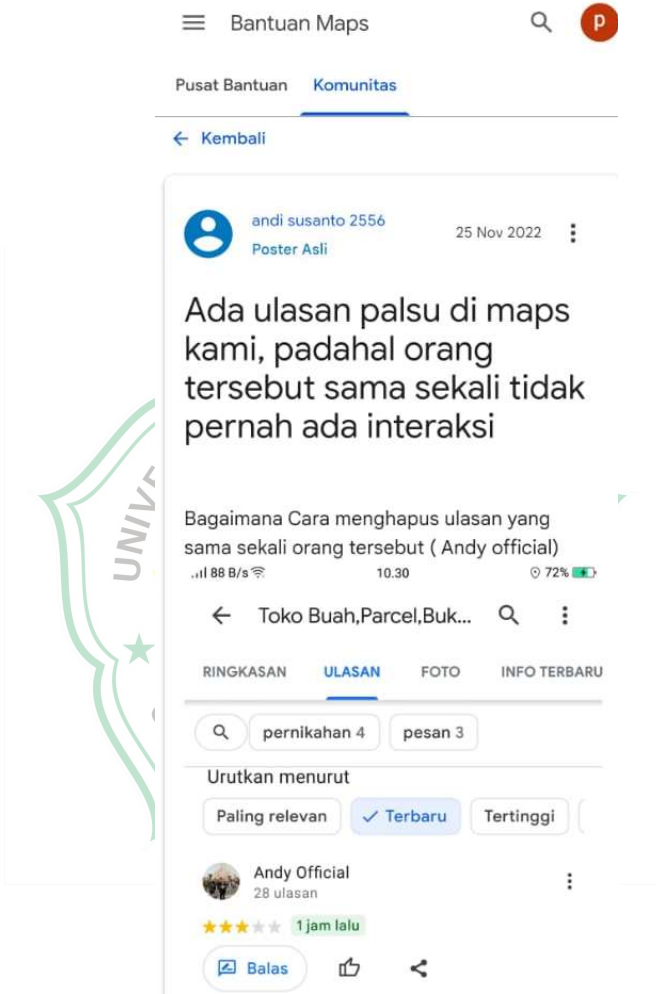 Bantuan Maps
p
Pusat Bantuan Komunitas
← Kembali
andi susanto 2556
Poster Asli
25 Nov 2022
Ada ulasan palsu di maps
kami, padahal orang
tersebut sama sekali tidak
pernah ada interaksi
Bagaimana Cara menghapus ulasan yang
sama sekali orang tersebut ( Andy official)
88 B/s 10.30 72%
← Toko Buah,Parcel,Buk...
RINGKASAN ULASAN FOTO INFO TERBARU
pernikahan 4 pesan 3
Urutkan menurut
Paling relevan ✓ Terbaru Tertinggi
Andy Official
28 ulasan
1 jam lalu
Balas